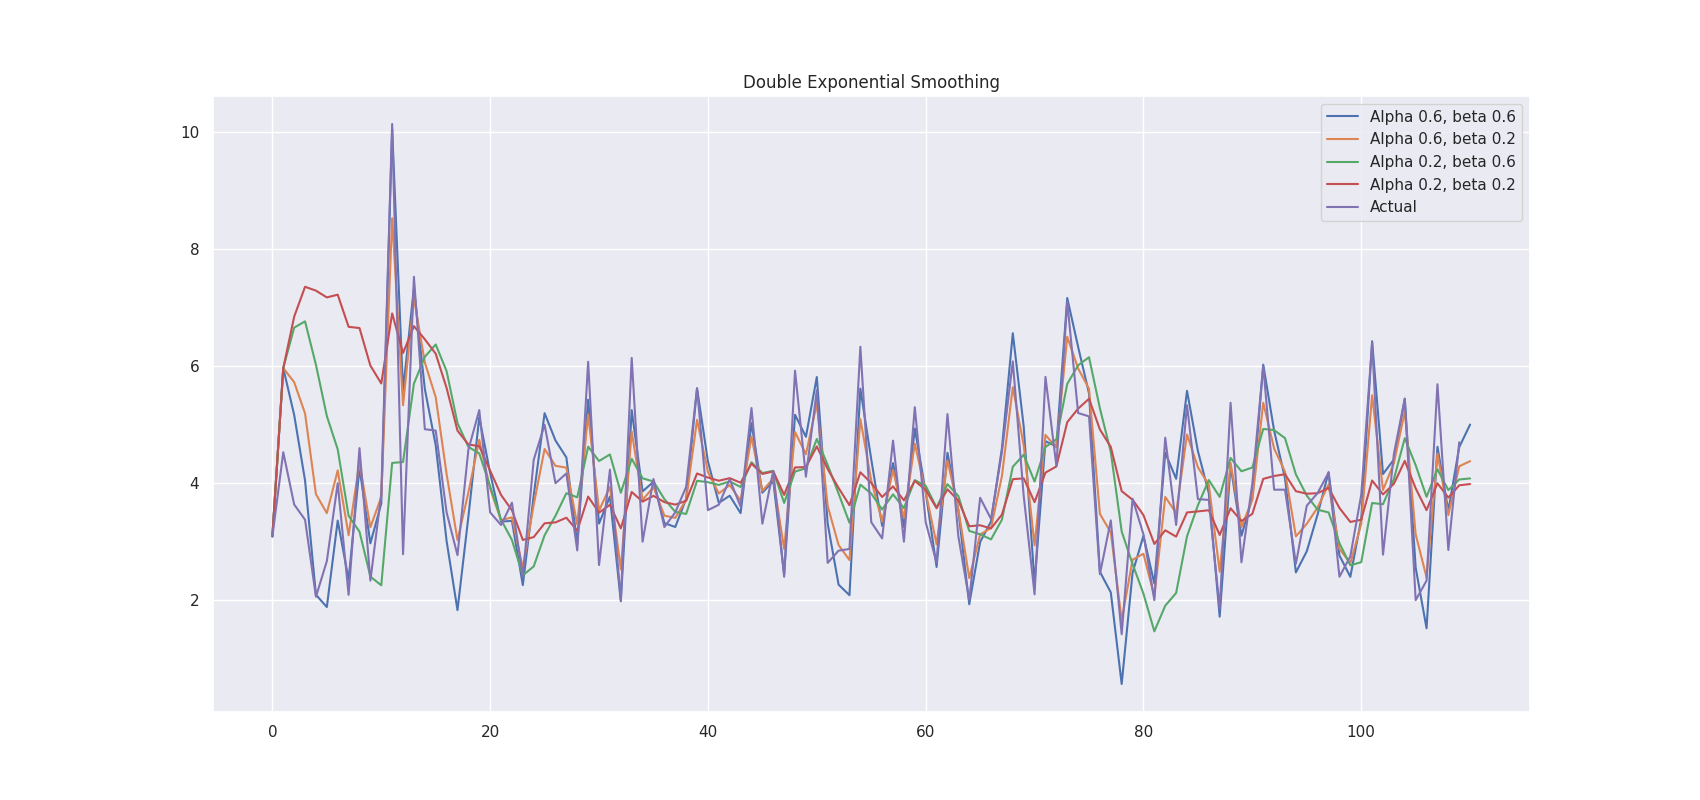 Double Exponential Smoothing
Alpha 0.6, beta 0.6
Alpha 0.6, beta 0.2
Alpha 0.2, beta 0.6
Alpha 0.2, beta 0.2
Actual
10
8
6
4
2
0 20 40 60 80 100